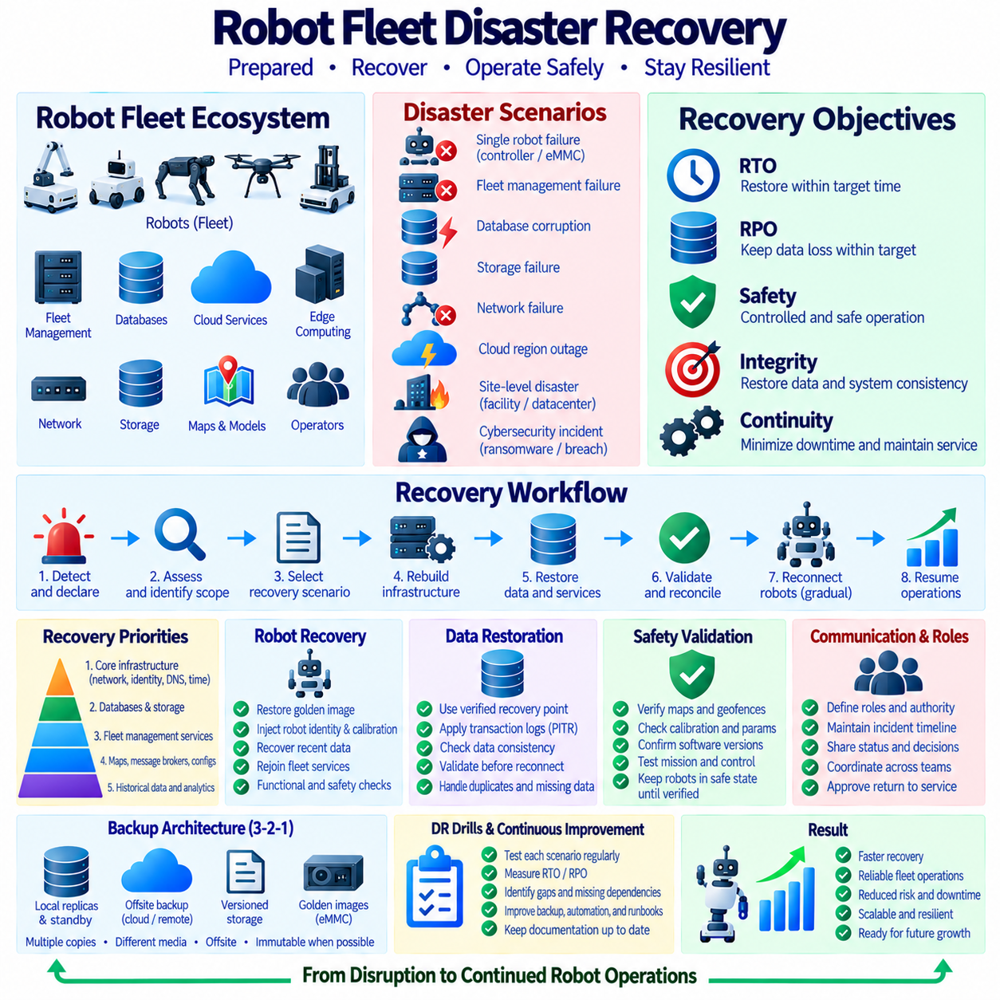 Robot Fleet Disaster Recovery
Prepared • Recover • Operate Safely • Stay Resilient
Robot Fleet Ecosystem
Robots (Fleet)
Fleet
Management
Databases
Cloud Services
Edge
Computing
Network
Storage
Maps & Models
Operators
Disaster Scenarios
Single robot failure
(controller / eMMC)
Fleet management failure
Database corruption
Storage failure
Network failure
Cloud region outage
Site-level disaster
(facility / datacenter)
Cybersecurity incident
(ransomware / breach)
Recovery Objectives
RTO
Restore within target time
RPO
Keep data loss within target
Safety
Controlled and safe operation
Integrity
Restore data and system consistency
Continuity
Minimize downtime and maintain service
Recovery Workflow
1. Detect
and declare
2. Assess
and identify scope
3. Select
recovery scenario
4. Rebuild
infrastructure
5. Restore
data and services
6. Validate
and reconcile
7. Reconnect
robots (gradual)
8. Resume
operations
Recovery Priorities
1. Core infrastructure
(network, identity, DNS, time)
2. Databases & storage
3. Fleet management services
4. Maps, message brokers, configs
5. Historical data and analytics
Robot Recovery
Restore golden image
Inject robot identity & calibration
Recover recent data
Rejoin fleet services
Functional and safety checks
Data Restoration
Use verified recovery point
Apply transaction logs (PITR)
Check data consistency
Validate before reconnect
Handle duplicates and missing data
Safety Validation
Verify maps and geofences
Check calibration and params
Confirm software versions
Test mission and control
Keep robots in safe state
until verified
Communication & Roles
Define roles and authority
Maintain incident timeline
Share status and decisions
Coordinate across teams
Approve return to service
Backup Architecture (3-2-1)
Local replicas
& standby
Offsite backup
(cloud / remote)
Versioned
storage
Golden images
(eMMC)
Multiple copies • Different media • Offsite • Immutable when possible
DR Drills & Continuous Improvement
Test each scenario regularly
Measure RTO / RPO
Identify gaps and missing dependencies
Improve backup, automation, and runbooks
Keep documentation up to date
Result
Faster recovery
Reliable fleet operations
Reduced risk and downtime
Scalable and resilient
Ready for future growth
From Disruption to Continued Robot Operations